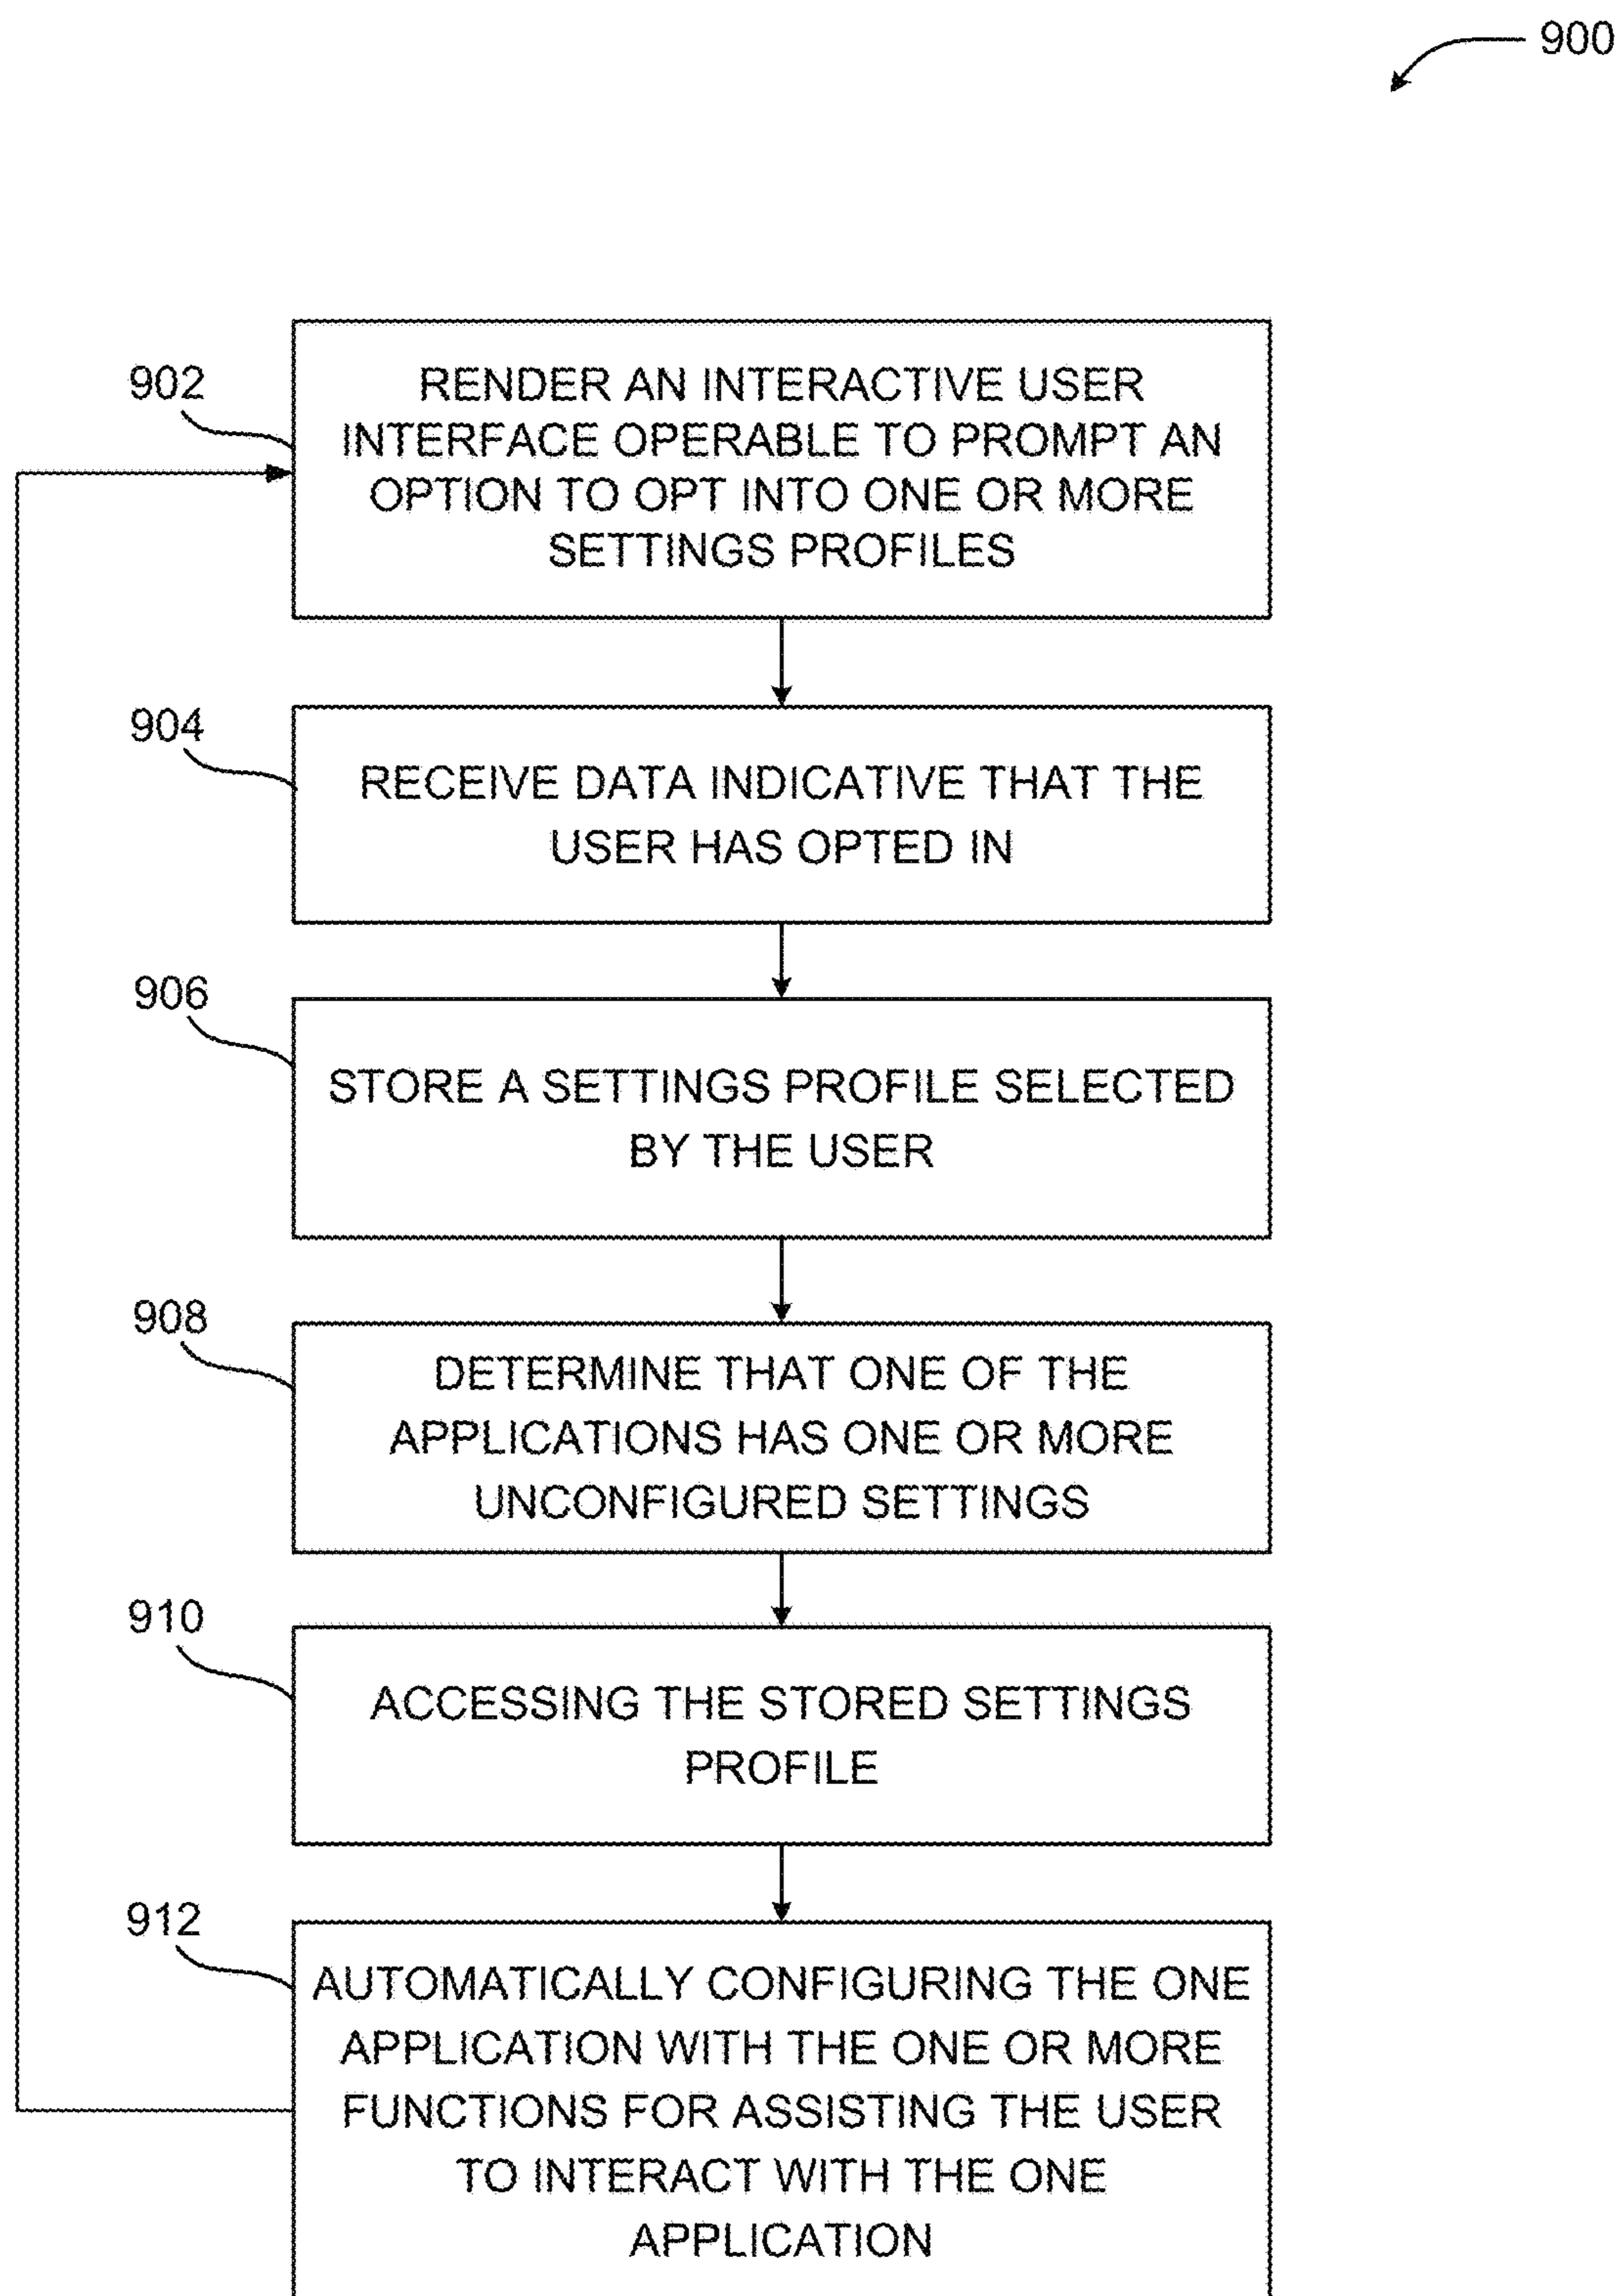 900
902
RENDER AN INTERACTIVE USER
INTERFACE OPERABLE TO PROMPT AN
OPTION TO OPT INTO ONE OR MORE
SETTINGS PROFILES
904
RECEIVE DATA INDICATIVE THAT THE
USER HAS OPTED IN
906
STORE A SETTINGS PROFILE SELECTED
BY THE USER
908
DETERMINE THAT ONE OF THE
APPLICATIONS HAS ONE OR MORE
UNCONFIGURED SETTINGS
910
ACCESSING THE STORED SETTINGS
PROFILE
912
AUTOMATICALLY CONFIGURING THE ONE
APPLICATION WITH THE ONE OR MORE
FUNCTIONS FOR ASSISTING THE USER
TO INTERACT WITH THE ONE
APPLICATION